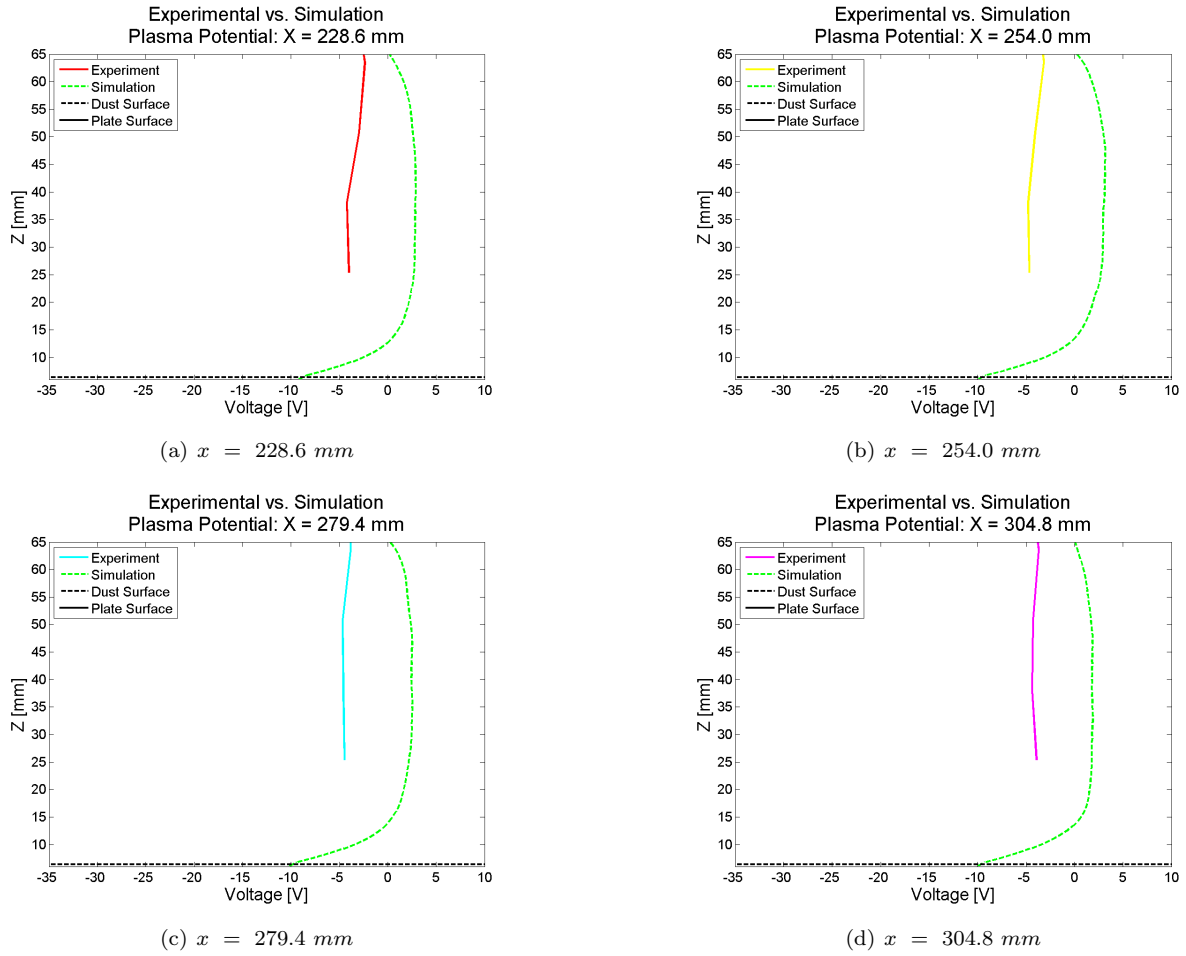 Experimental vs. Simulation
Plasma Potential: X = 228.6 mm
Experiment
Simulation
Dust Surface
Plate Surface
65
60
55
50
45
40
35
30
25
20
15
10
Z [mm]
-35 -30 -25 -20 -15 -10 -5 0 5 10
Voltage [V]
(a) x = 228.6 mm
Experimental vs. Simulation
Plasma Potential: X = 254.0 mm
Experiment
Simulation
Dust Surface
Plate Surface
65
60
55
50
45
40
35
30
25
20
15
10
Z [mm]
-35 -30 -25 -20 -15 -10 -5 0 5 10
Voltage [V]
(b) x = 254.0 mm
Experimental vs. Simulation
Plasma Potential: X = 279.4 mm
Experiment
Simulation
Dust Surface
Plate Surface
65
60
55
50
45
40
35
30
25
20
15
10
Z [mm]
-35 -30 -25 -20 -15 -10 -5 0 5 10
Voltage [V]
(c) x = 279.4 mm
Experimental vs. Simulation
Plasma Potential: X = 304.8 mm
Experiment
Simulation
Dust Surface
Plate Surface
65
60
55
50
45
40
35
30
25
20
15
10
Z [mm]
-35 -30 -25 -20 -15 -10 -5 0 5 10
Voltage [V]
(d) x = 304.8 mm